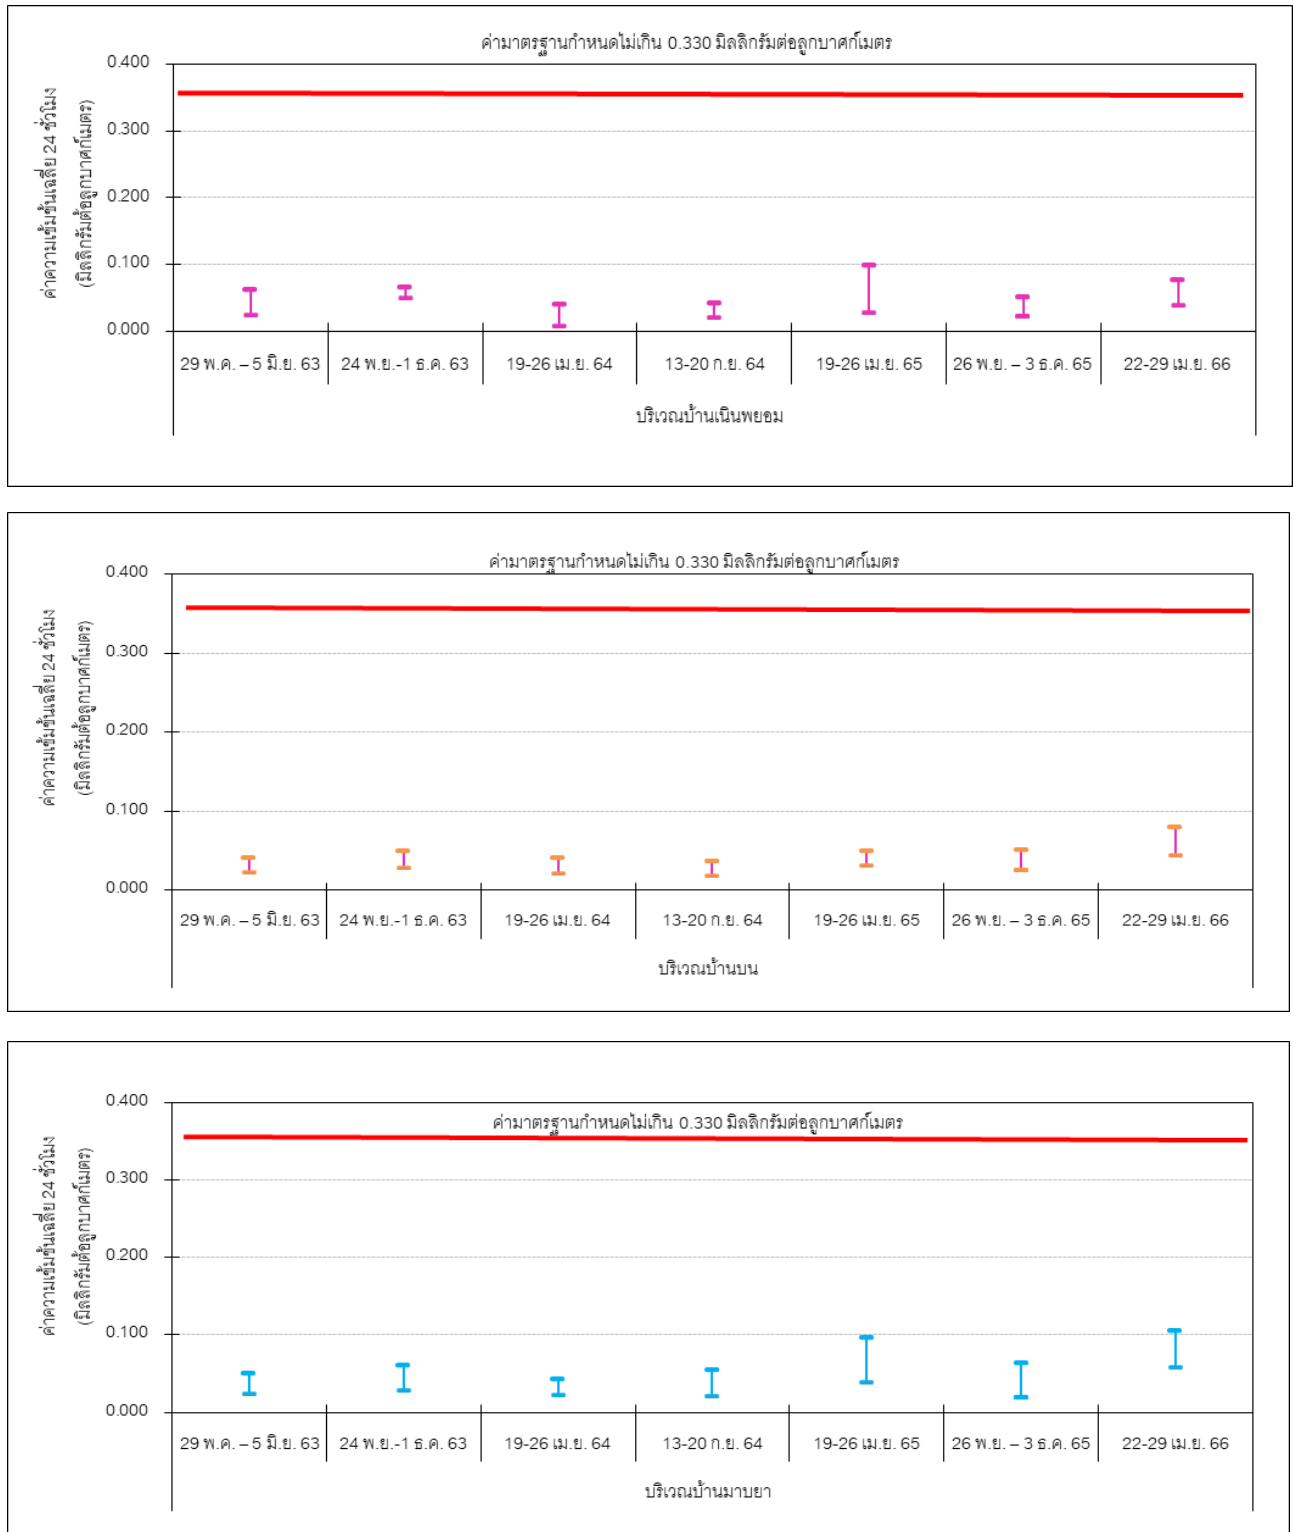 ค่ามาตรฐานกำหนดไม่เกิน 0.330 มิลลิกรัมต่อลูกบาศก์เมตร
ค่าความเข้มข้นเฉลี่ย 24 ชั่วโมง
(มิลลิกรัมต้อลูกบาศก์เมตร)
0.400
0.300
0.200
0.100
0.000
29 พ.ค. – 5 มิ.ย. 63 24 พ.ย.-1 ธ.ค. 63 19-26 เม.ย. 64 13-20 ก.ย. 64 19-26 เม.ย. 65 26 พ.ย. – 3 ธ.ค. 65 22-29 เม.ย. 66
บริเวณบ้านเนินพยอม
ค่ามาตรฐานกำหนดไม่เกิน 0.330 มิลลิกรัมต่อลูกบาศก์เมตร
ค่าความเข้มข้นเฉลี่ย 24 ชั่วโมง
(มิลลิกรัมต้อลูกบาศก์เมตร)
0.400
0.300
0.200
0.100
0.000
29 พ.ค. – 5 มิ.ย. 63 24 พ.ย.-1 ธ.ค. 63 19-26 เม.ย. 64 13-20 ก.ย. 64 19-26 เม.ย. 65 26 พ.ย. – 3 ธ.ค. 65 22-29 เม.ย. 66
บริเวณบ้านบน
ค่ามาตรฐานกำหนดไม่เกิน 0.330 มิลลิกรัมต่อลูกบาศก์เมตร
ค่าความเข้มข้นเฉลี่ย 24 ชั่วโมง
(มิลลิกรัมต้อลูกบาศก์เมตร)
0.400
0.300
0.200
0.100
0.000
29 พ.ค. – 5 มิ.ย. 63 24 พ.ย.-1 ธ.ค. 63 19-26 เม.ย. 64 13-20 ก.ย. 64 19-26 เม.ย. 65 26 พ.ย. – 3 ธ.ค. 65 22-29 เม.ย. 66
บริเวณบ้านมาบยา